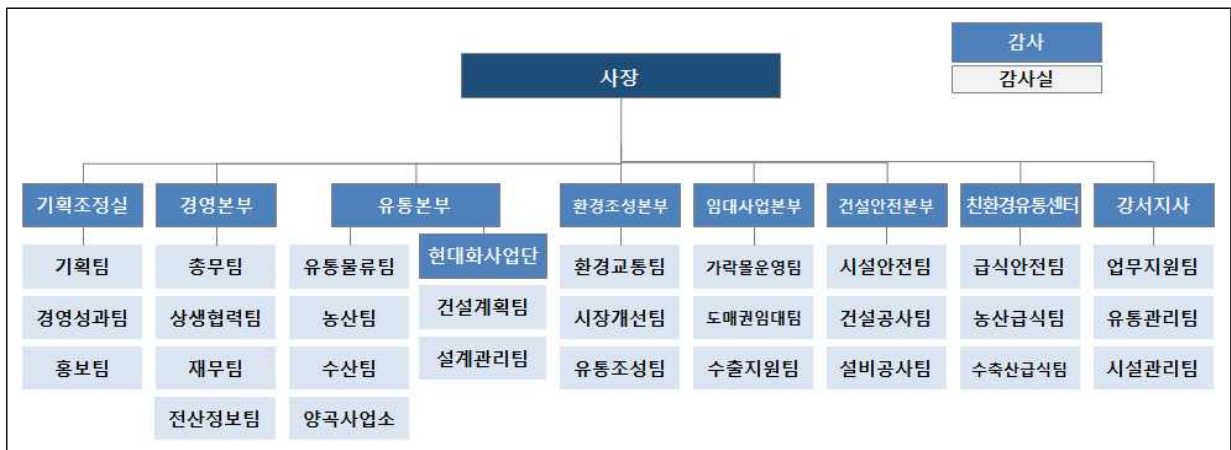 감사
감사실
사장
기획조정실 경영본부 유통본부 환경조성본부 임대사업본부 건설안전본부 친환경유통센터 강서지사
현대화사업단
기획팀 총무팀 유통물류팀 환경교통팀 가락몰운영팀 시설안전팀 급식안전팀 업무지원팀
건설계획팀
경영성과팀 상생협력팀 농산팀 시장개선팀 도매권임대팀 건설공사팀 농산급식팀 유통관리팀
설계관리팀
홍보팀 재무팀 수산팀 유통조성팀 수출지원팀 설비공사팀 수축산급식팀 시설관리팀
전산정보팀 양곡사업소